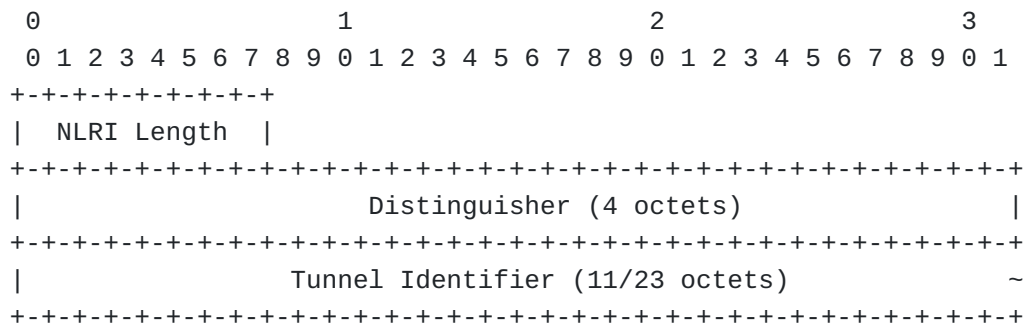 0                   1                   2                   3
 0 1 2 3 4 5 6 7 8 9 0 1 2 3 4 5 6 7 8 9 0 1 2 3 4 5 6 7 8 9 0 1
+-+-+-+-+-+-+-+-+
|  NLRI Length  |
+-+-+-+-+-+-+-+-+-+-+-+-+-+-+-+-+-+-+-+-+-+-+-+-+-+-+-+-+-+-+-+-+
|                      Distinguisher (4 octets)                 |
+-+-+-+-+-+-+-+-+-+-+-+-+-+-+-+-+-+-+-+-+-+-+-+-+-+-+-+-+-+-+-+-+
|                 Tunnel Identifier (11/23 octets)              ~
+-+-+-+-+-+-+-+-+-+-+-+-+-+-+-+-+-+-+-+-+-+-+-+-+-+-+-+-+-+-+-+-+